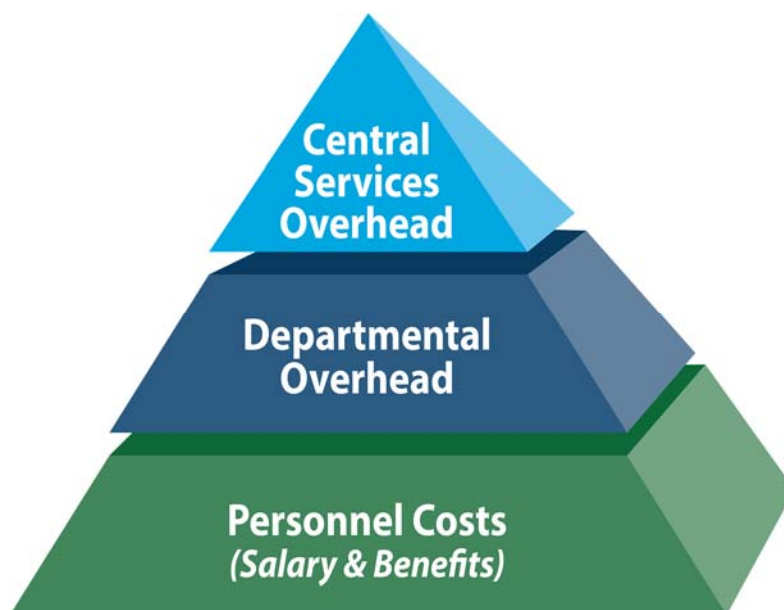 Central
Services
Overhead
Departmental
Overhead
Personnel Costs
(Salary & Benefits)